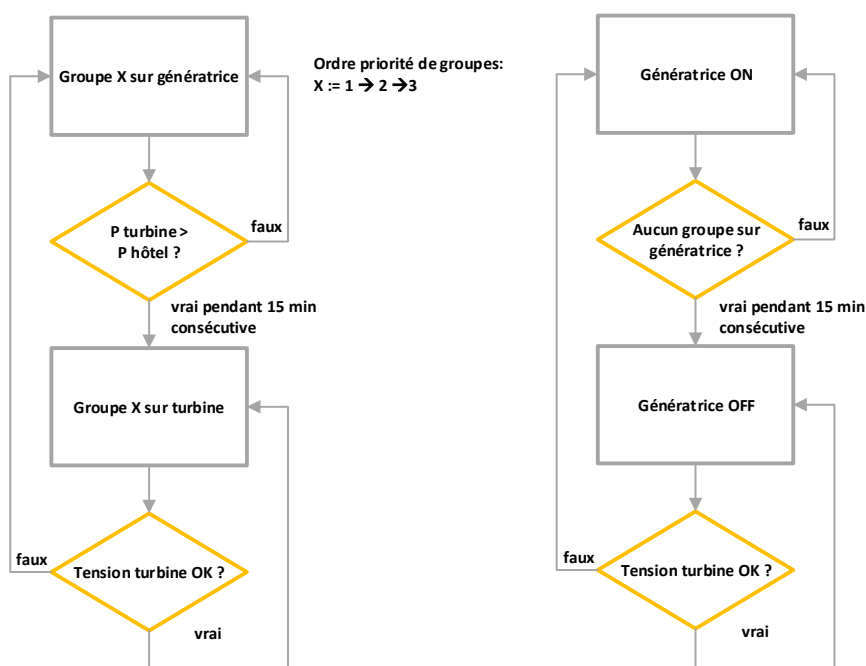 Groupe X sur génératrice
Ordre priorité de groupes:
X := 1 → 2 →3
P turbine >
P hôtel ?
faux
vrai pendant 15 min
consécutive
Groupe X sur turbine
faux
Tension turbine OK ?
vrai
Génératrice ON
Aucun groupe sur
génératrice ?
faux
vrai pendant 15 min
consécutive
Génératrice OFF
faux
Tension turbine OK ?
vrai